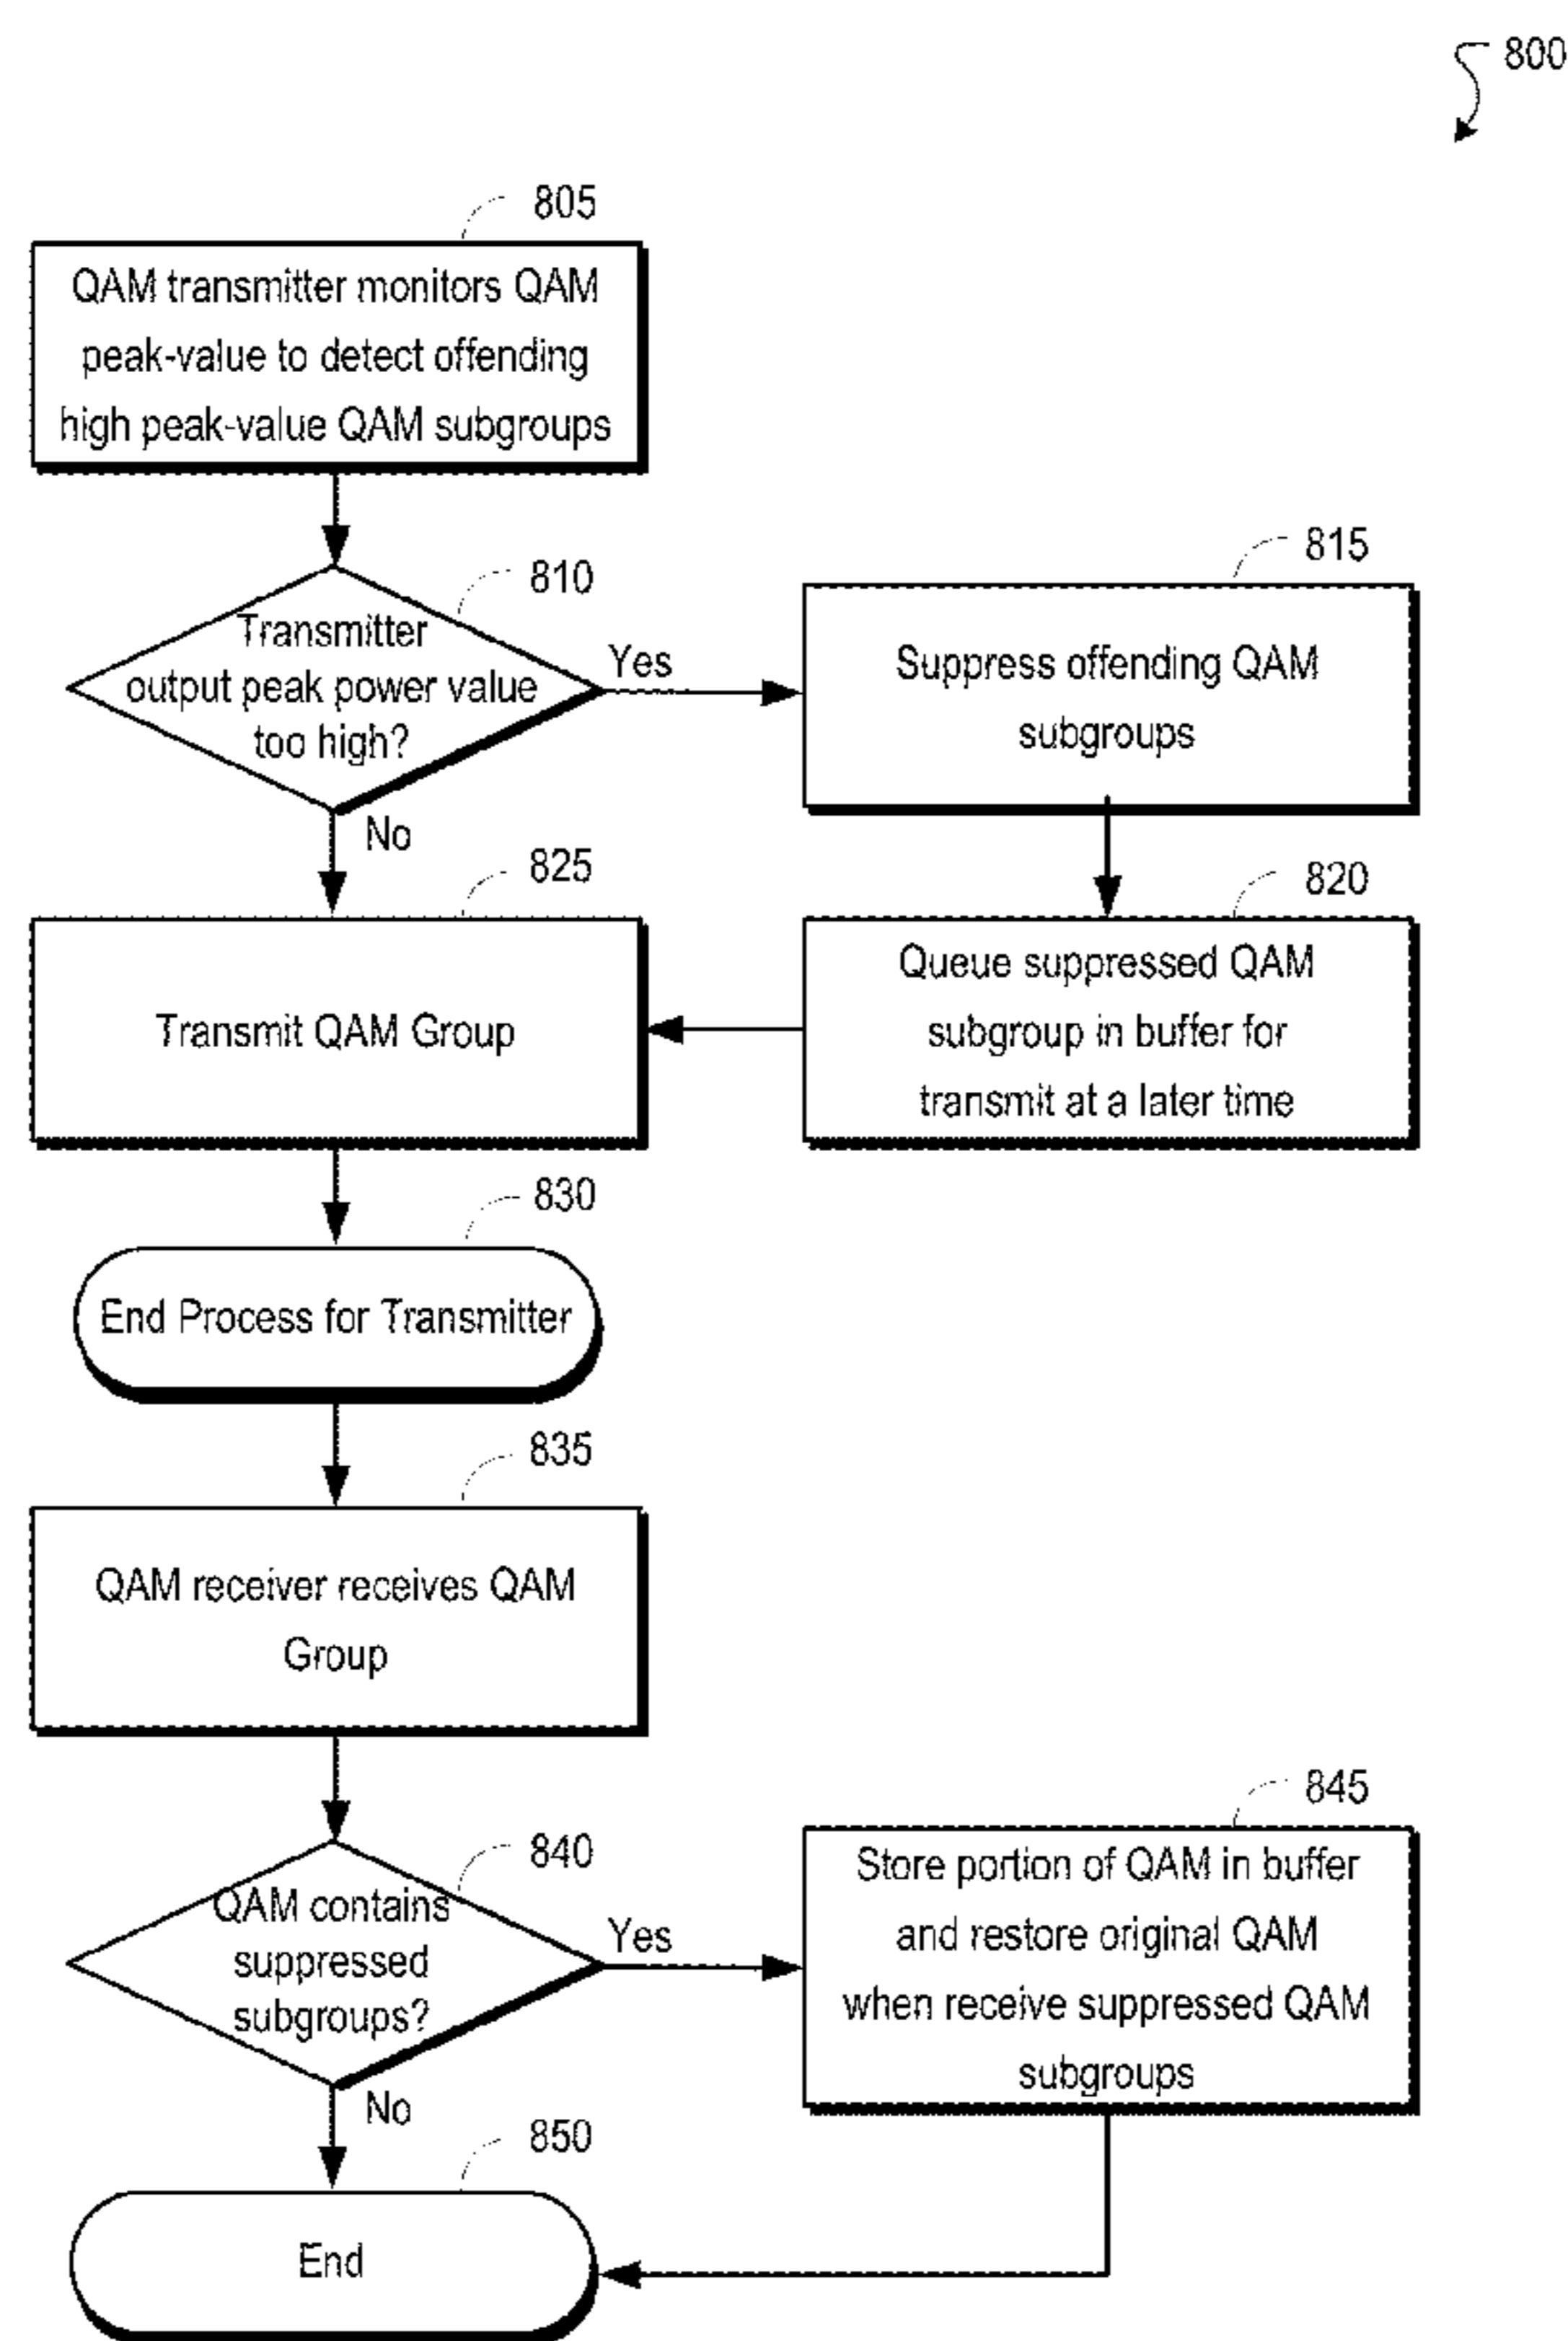 800
805
QAM transmitter monitors QAM
peak-value to detect offending
high peak-value QAM subgroups
810
Transmitter
output peak power value
too high?
Yes
No
815
Suppress offending QAM
subgroups
820
Queue suppressed QAM
subgroup in buffer for
transmit at a later time
825
Transmit QAM Group
830
End Process for Transmitter
835
QAM receiver receives QAM
Group
840
QAM contains
suppressed
subgroups?
Yes
No
845
Store portion of QAM in buffer
and restore original QAM
when receive suppressed QAM
subgroups
850
End